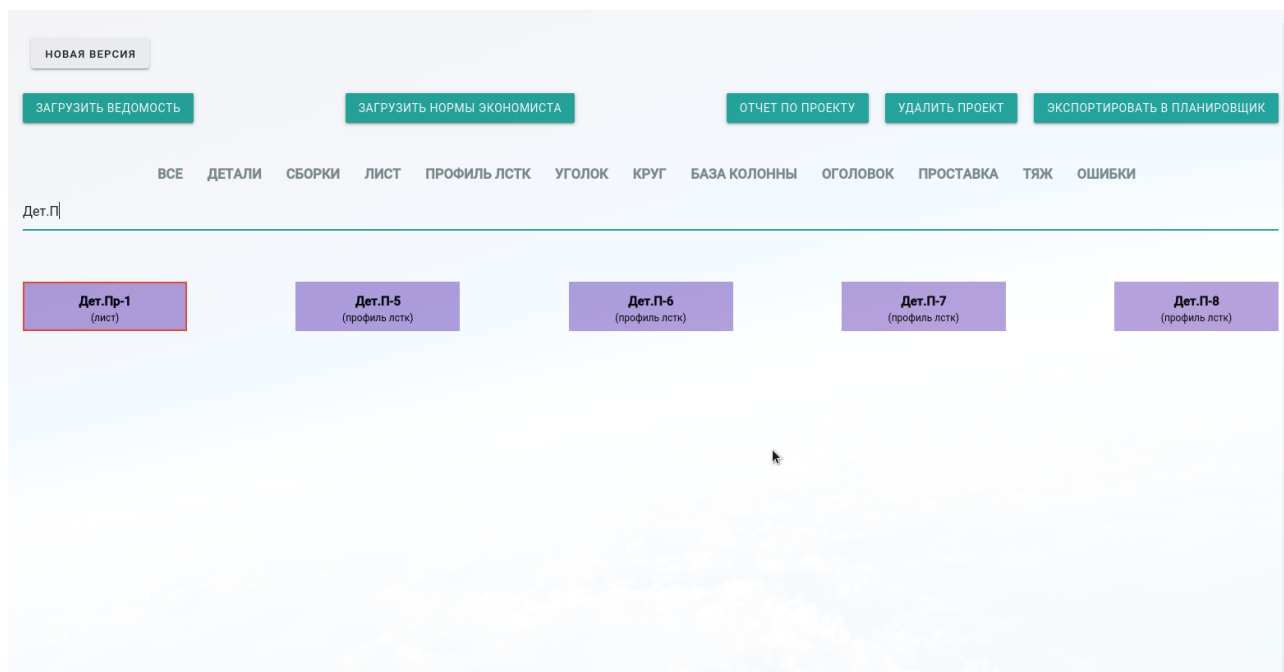 НОВАЯ ВЕРСИЯ
ЗАГРУЗИТЬ ВЕДОМОСТЬ ЗАГРУЗИТЬ НОРМЫ ЭКОНОМИСТА ОТЧЕТ ПО ПРОЕКТУ УДАЛИТЬ ПРОЕКТ ЭКСПОРТИРОВАТЬ В ПЛАНИРОВЩИК
ВСЕ ДЕТАЛИ СБОРКИ ЛИСТ ПРОФИЛЬ ЛСТК УГОЛОК КРУГ БАЗА КОЛОННЫ ОГОЛОВОК ПРОСТАВКА ТЯЖ ОШИБКИ
Дет.П
Дет.Пр-1 Дет.П-5 Дет.П-6 Дет.П-7 Дет.П-8
(лист) (профиль лстк) (профиль лстк) (профиль лстк) (профиль лстк)